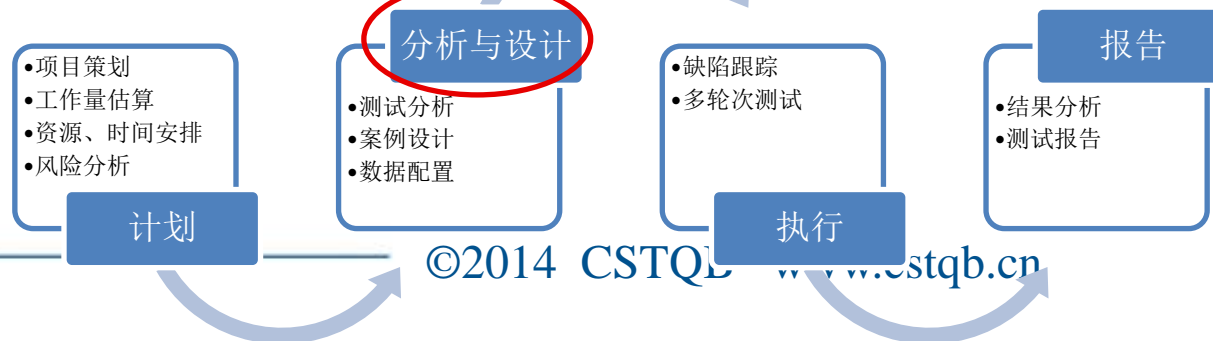 •项目策划
•工作量估算
•资源、时间安排
•风险分析
计划
分析与设计
•测试分析
•案例设计
•数据配置
•缺陷跟踪
•多轮次测试
执行
报告
•结果分析
•测试报告
©2014